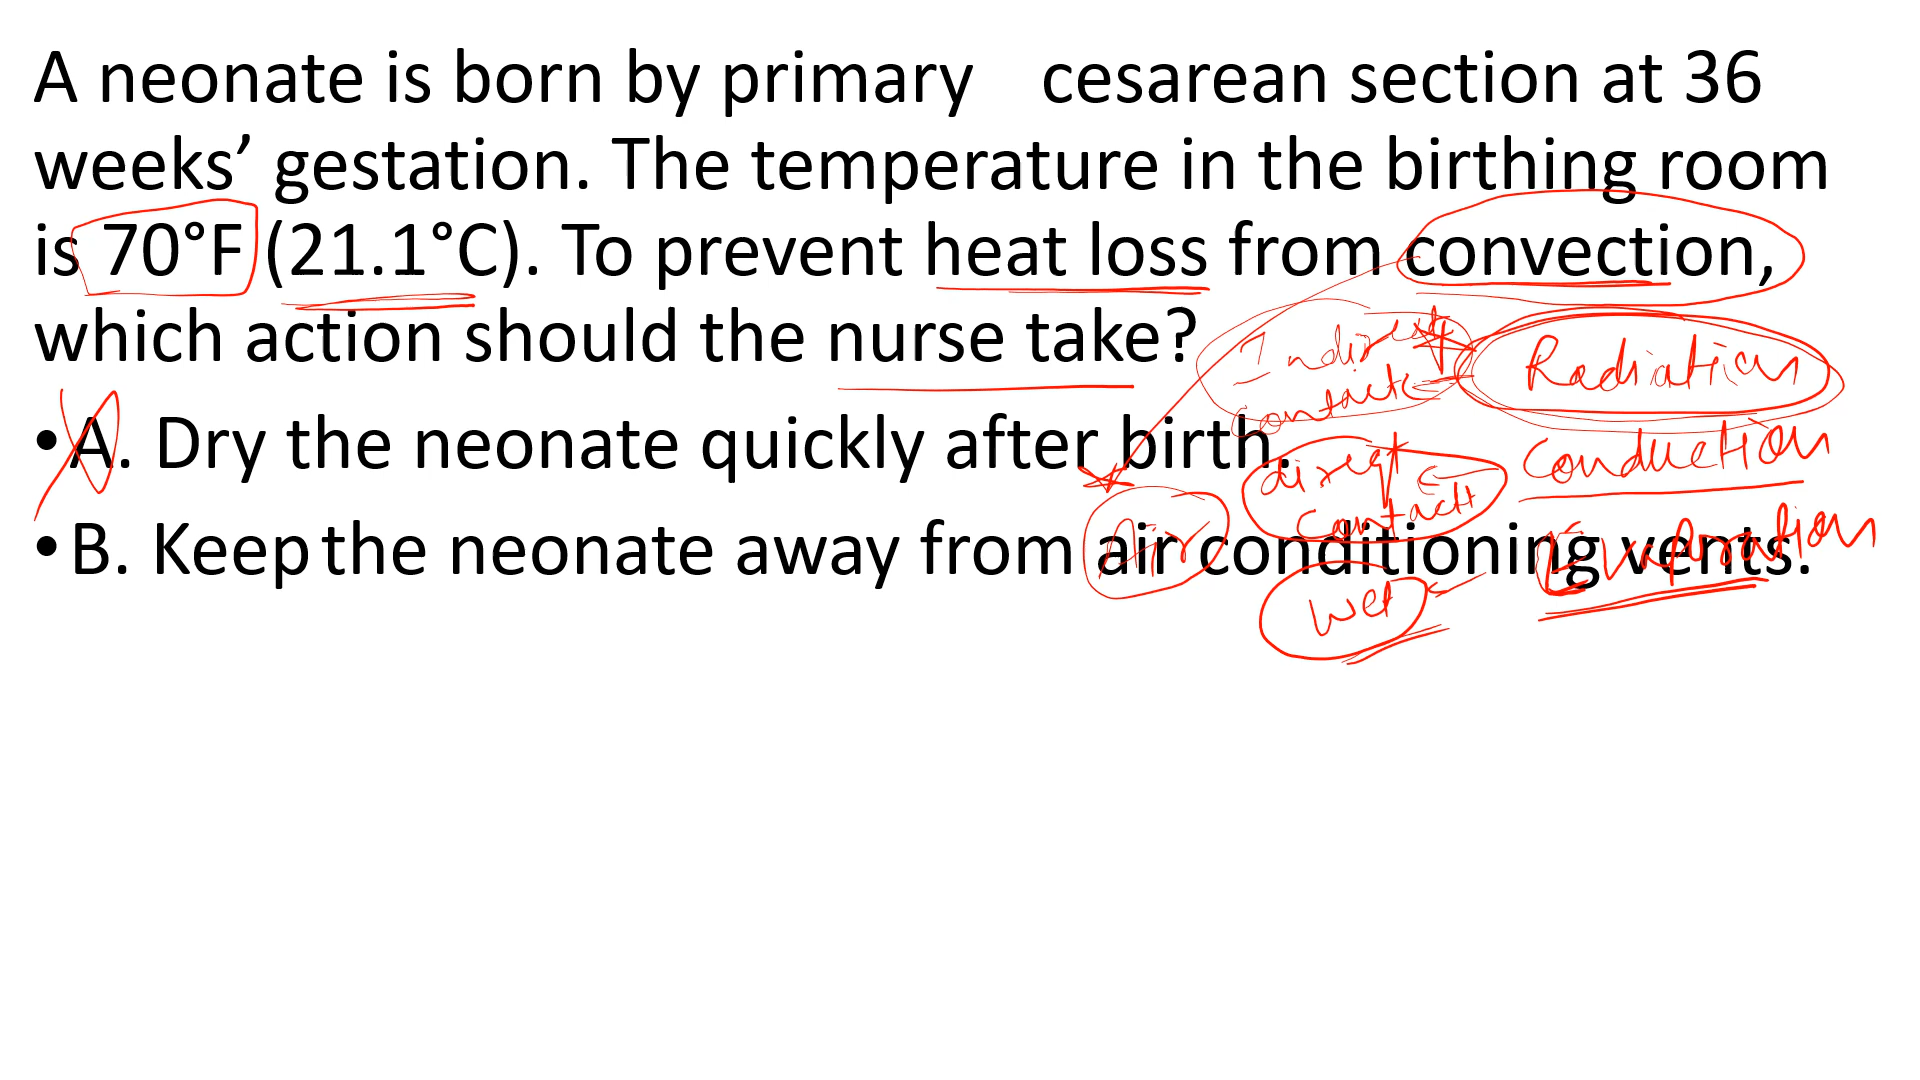 A neonate is born by primary cesarean section at 36
weeks’ gestation. The temperature in the birthing room
is 70°F (21.1°C). To prevent heat loss from convection,
which action should the nurse take?
Indirect
contact
Radiation
•A. Dry the neonate quickly after birth.
direct
contact
conduction
•B. Keep the neonate away from air conditioning vents.
Air
Evaporation
wet